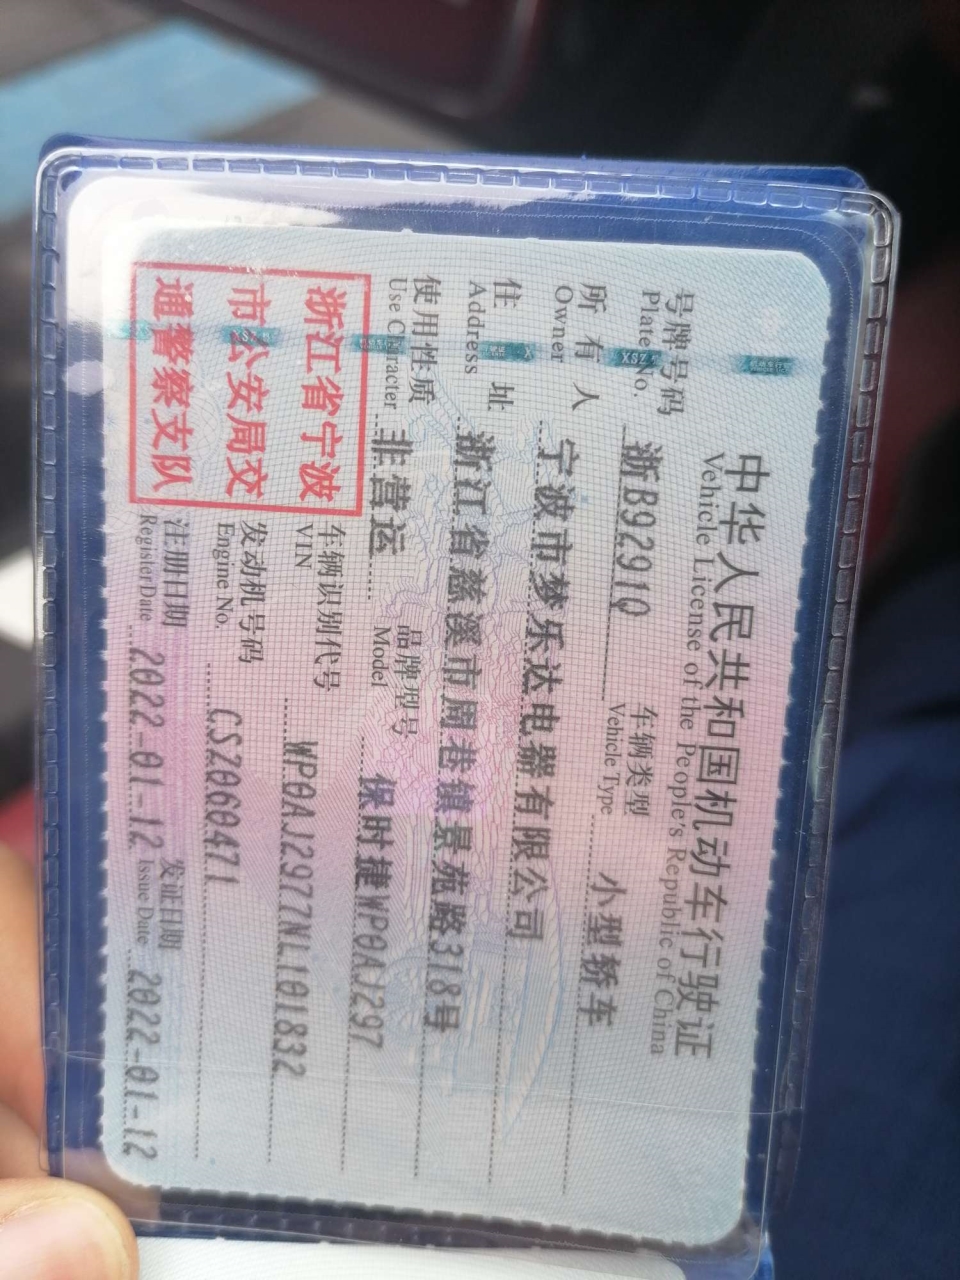 中华人民共和国机动车行驶证
Vehicle License of the People's Republic of China
号牌号码 浙B9291Q 车辆类型 小型轿车
Plate No. Vehicle Type
所有人 宁波市梦乐达电器有限公司
Owner
住址 浙江省慈溪市周巷镇景苑路318号
Address
使用性质 非营运 品牌型号 保时捷WP0AJ297
Use Character Model
浙江省宁波
市公安局交
通警察支队
车辆识别代号 WP0AJ2977NL101832
VIN
发动机号码 CSZ060471
Engine No.
注册日期 2022-01-12 发证日期 2022-01-12
Register Date Issue Date